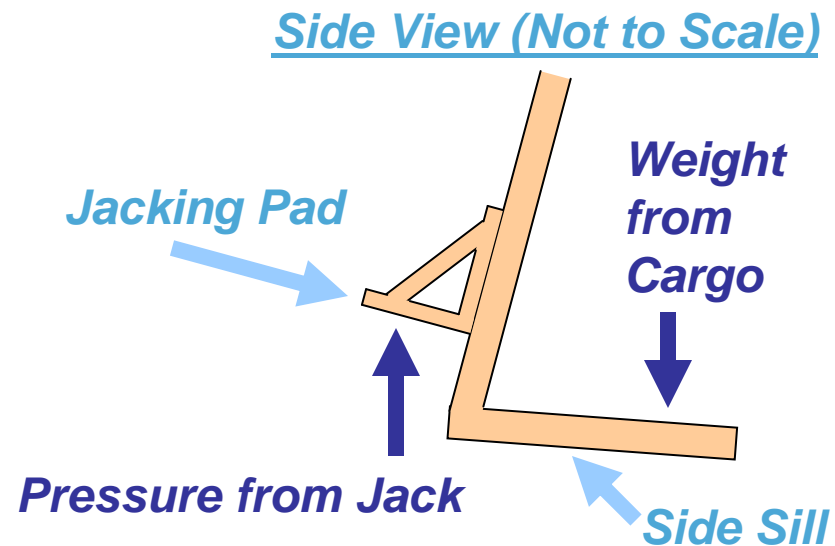 Side View (Not to Scale)
Weight
from
Cargo
Jacking Pad
Pressure from Jack
Side Sill